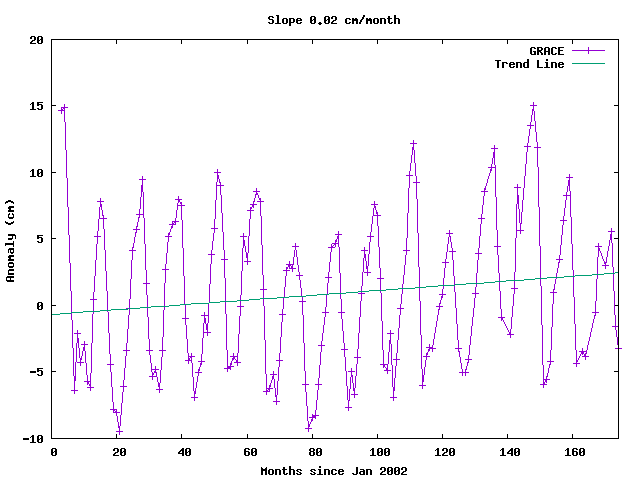 Slope 0.02 cm/month
GRACE
Trend Line
Anomaly (cm)
20
15
10
5
0
-5
-10
0 20 40 60 80 100 120 140 160
Months since Jan 2002